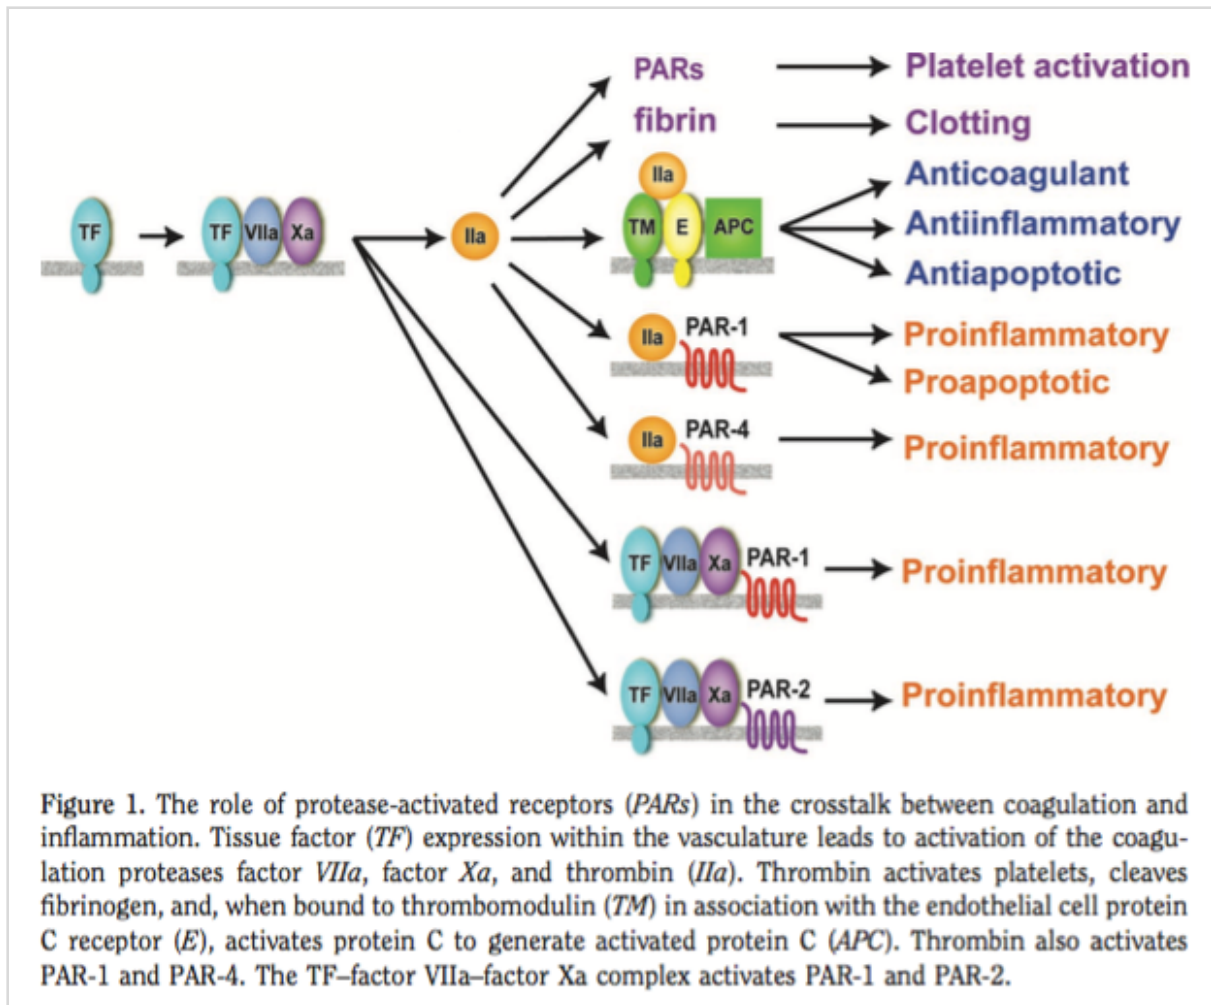 PARs
Platelet activation
fibrin
Clotting
IIa
TM
E
APC
Anticoagulant
Antiinflammatory
Antiapoptotic
TF
TF
VIIa
Xa
IIa
IIa
PAR-1
Proinflammatory
Proapoptotic
IIa
PAR-4
Proinflammatory
TF
VIIa
Xa
PAR-1
Proinflammatory
TF
VIIa
Xa
PAR-2
Proinflammatory
Figure 1. The role of protease-activated receptors (PARs) in the crosstalk between coagulation and
inflammation. Tissue factor (TF) expression within the vasculature leads to activation of the coagu-
lation proteases factor VIIa, factor Xa, and thrombin (IIa). Thrombin activates platelets, cleaves
fibrinogen, and, when bound to thrombomodulin (TM) in association with the endothelial cell protein
C receptor (E), activates protein C to generate activated protein C (APC). Thrombin also activates
PAR-1 and PAR-4. The TF–factor VIIa–factor Xa complex activates PAR-1 and PAR-2.